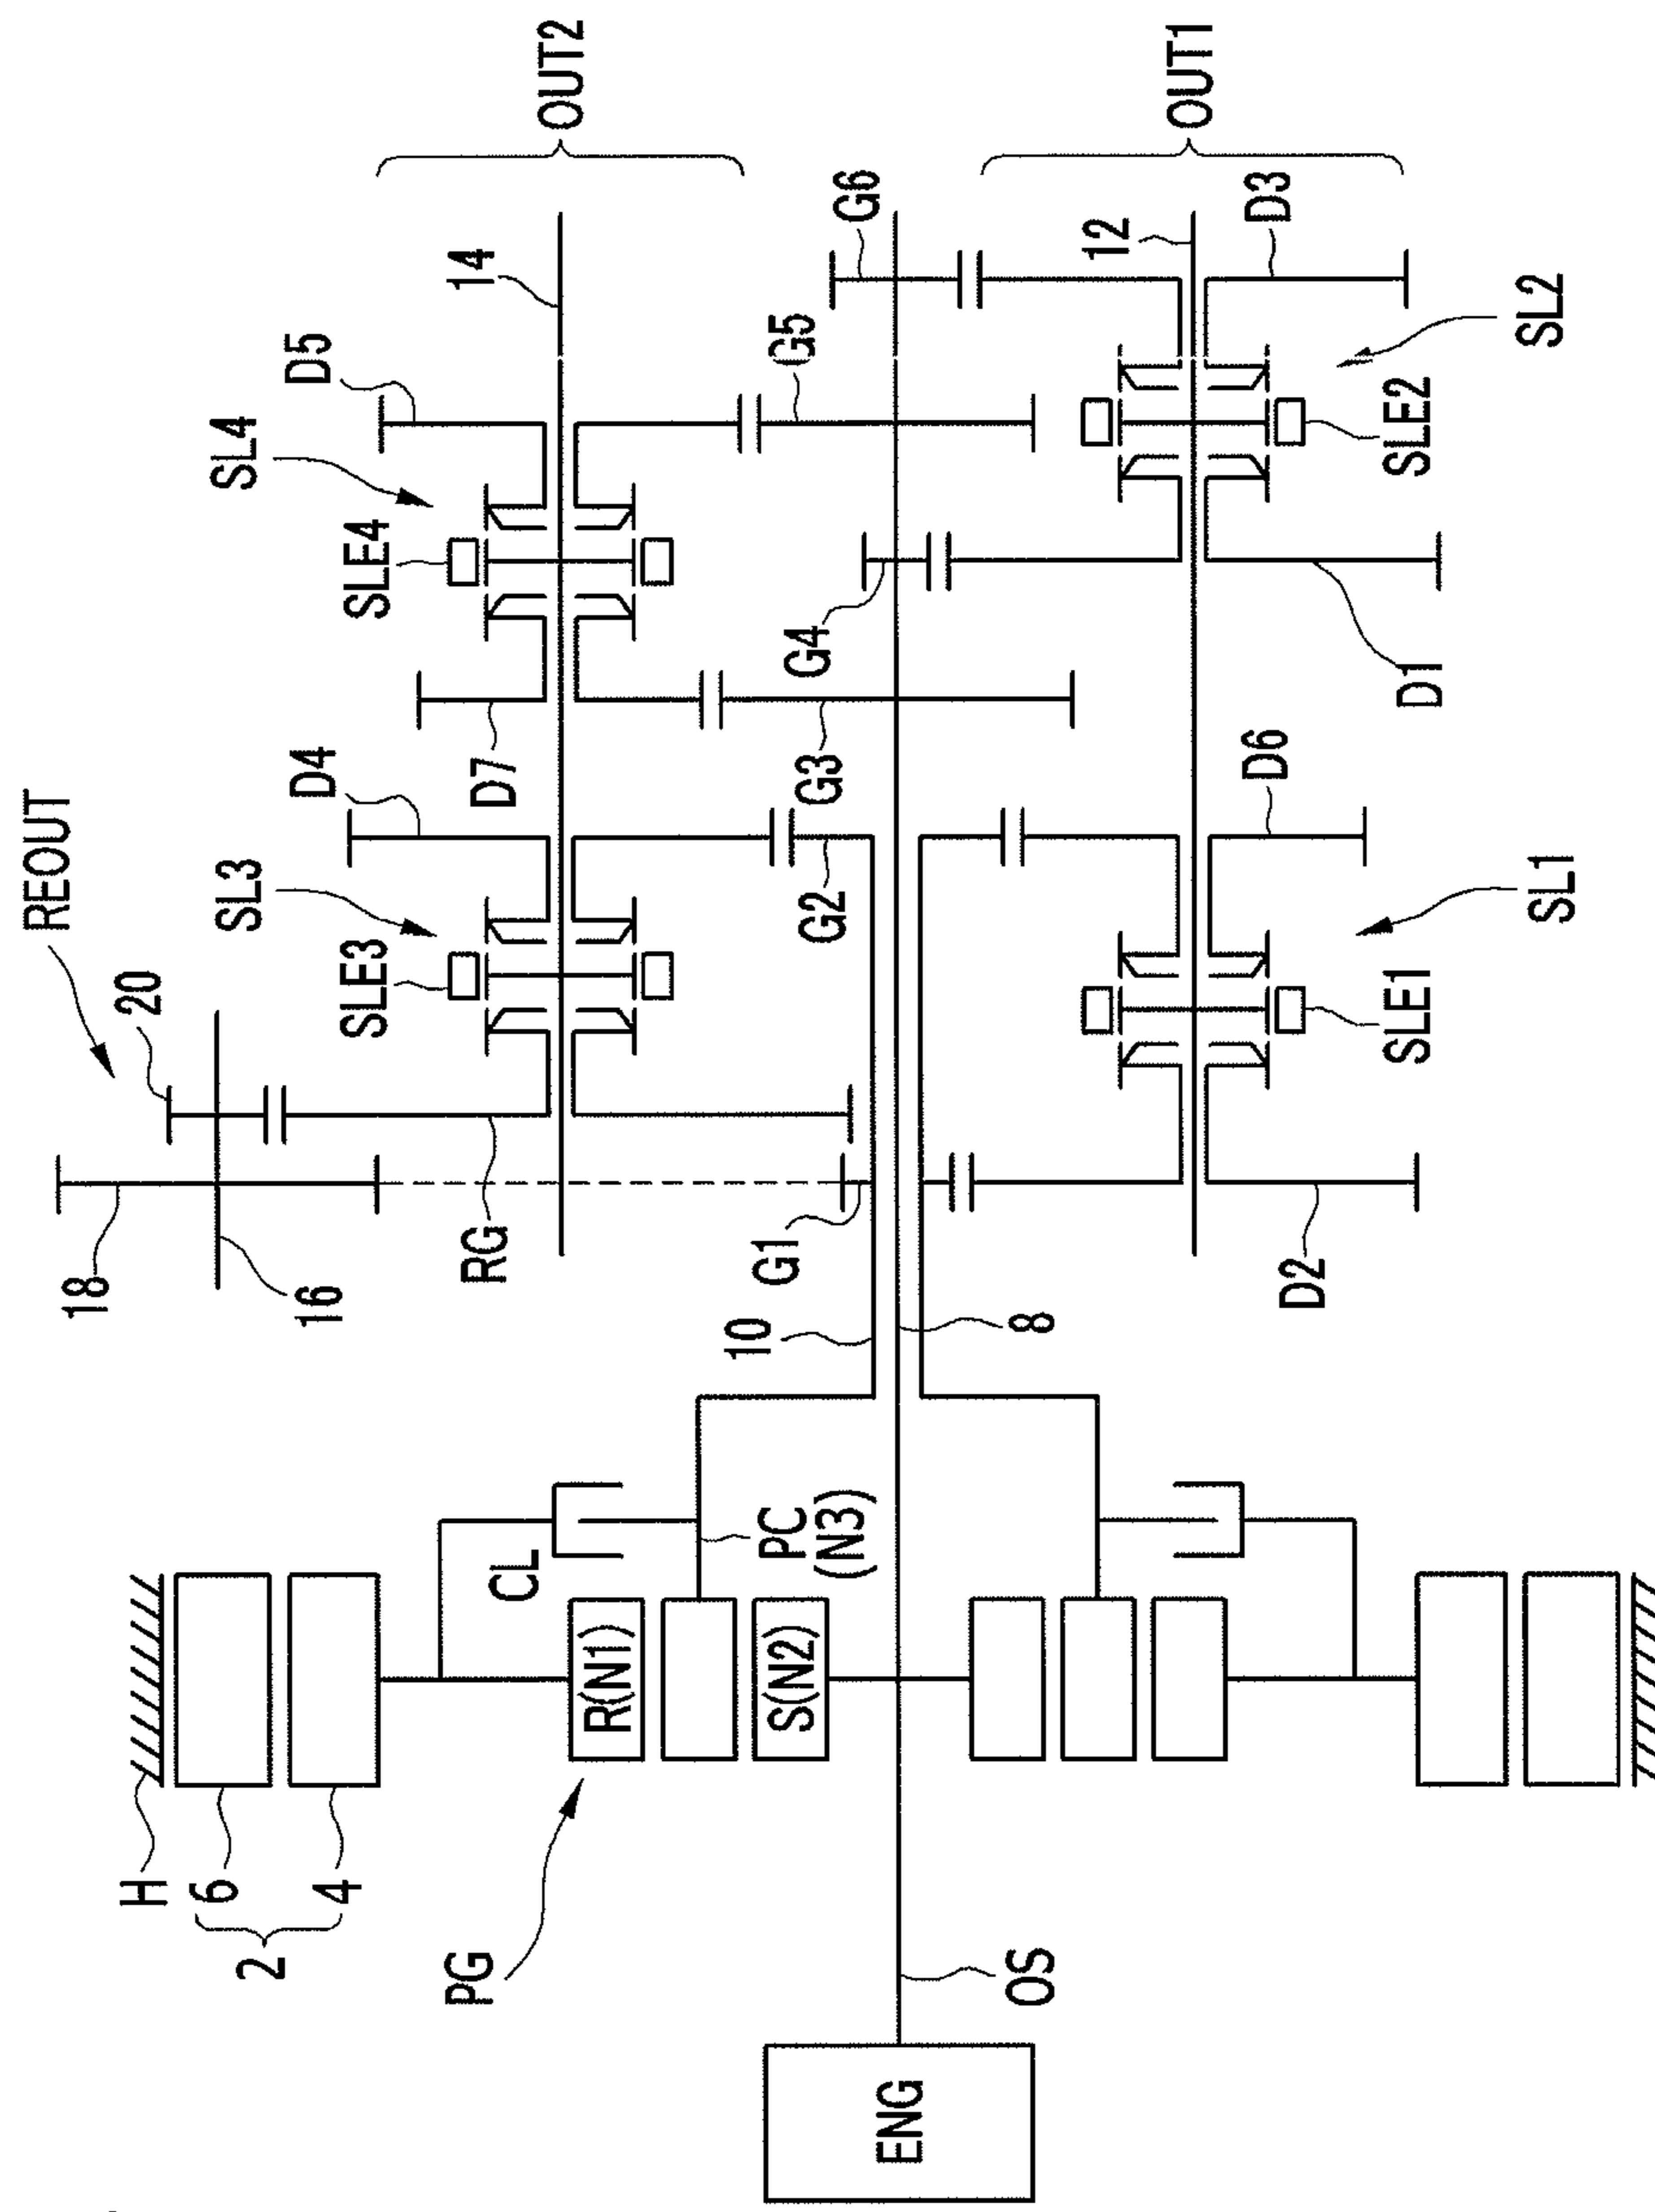 REOUT
OUT2
OUT1
18
20
16
RG
D4
SL3
SLE3
D7
SL4
SLE4
D5
14
G1
G2
G3
G4
G5
G6
12
D3
SL2
SLE2
D1
D6
SL1
SLE1
D2
10
8
H
6
4
2
CL
PC
(N3)
R(N1)
S(N2)
PG
OS
ENG